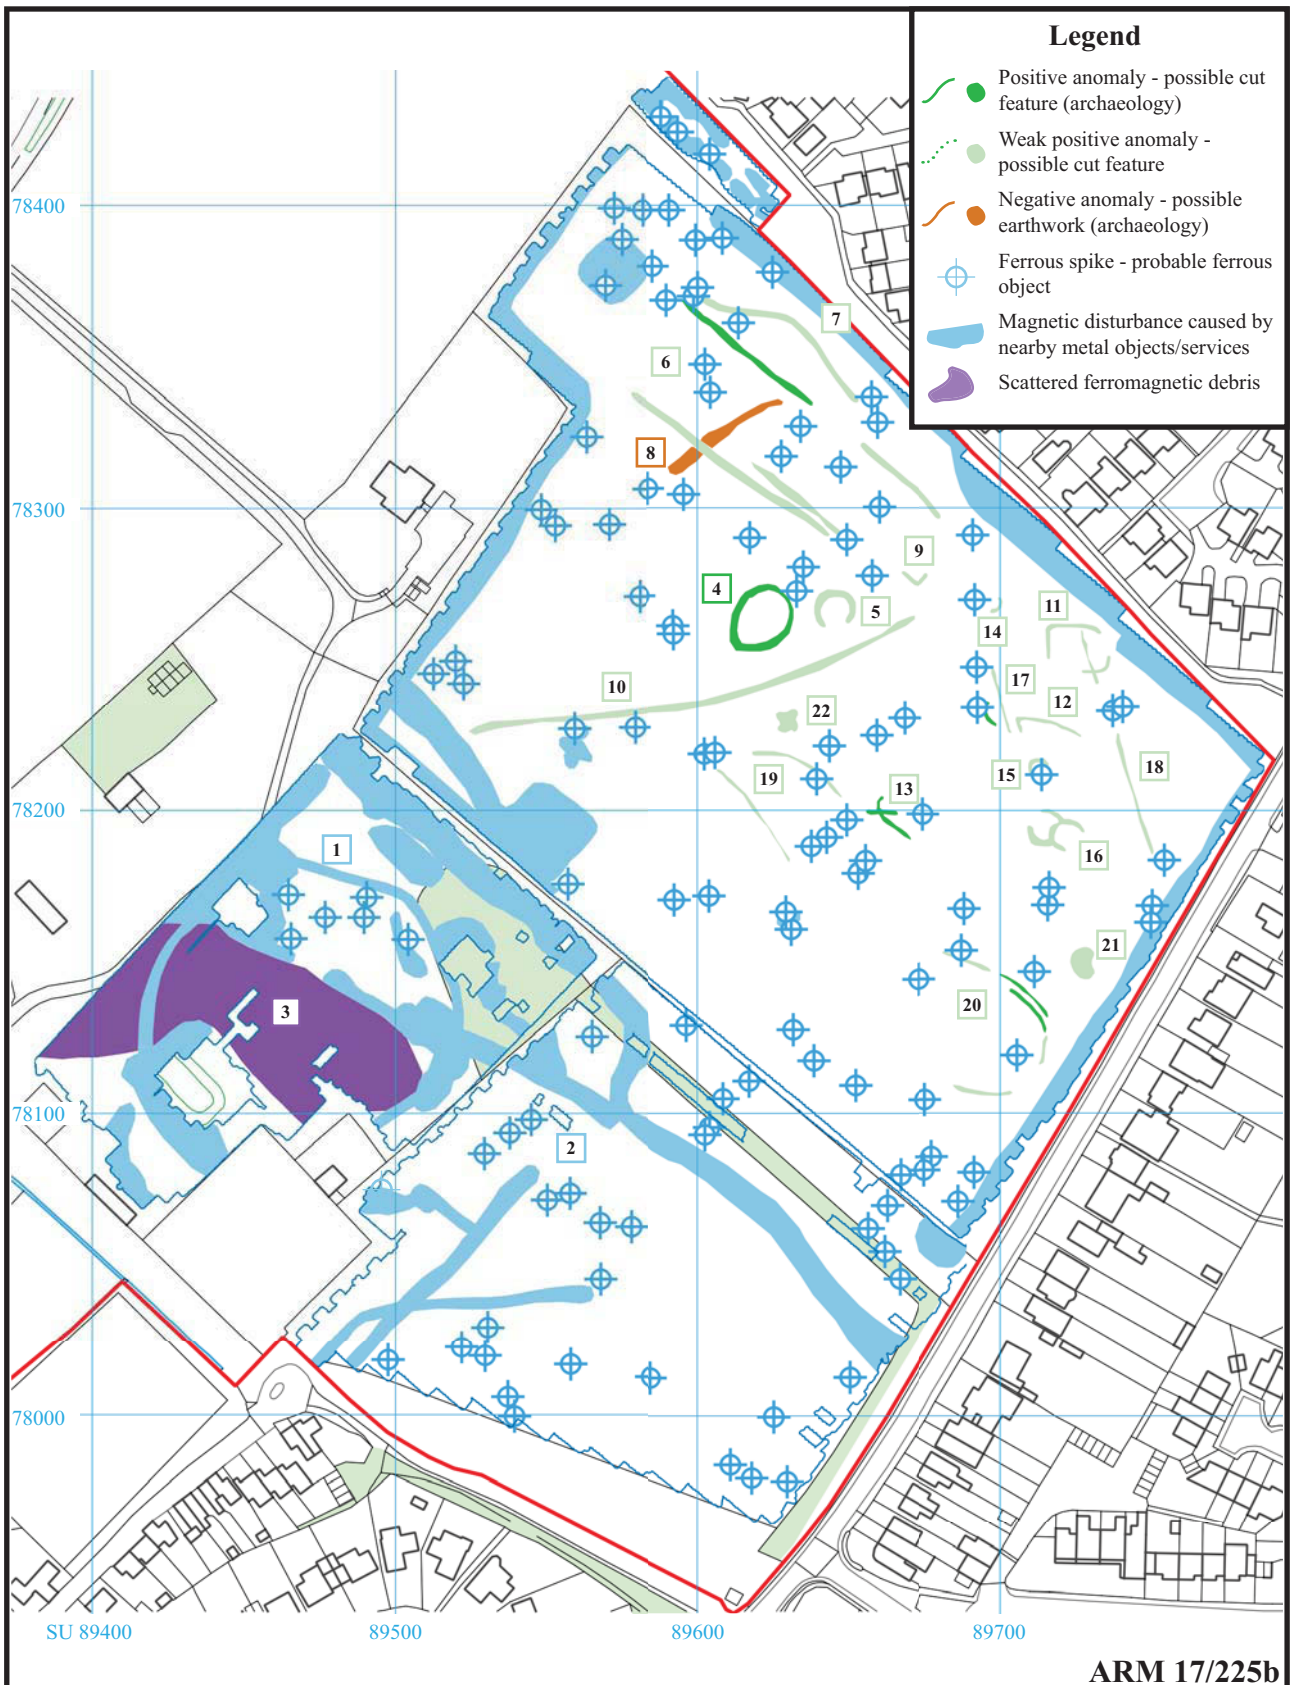 Legend
Positive anomaly - possible cut
feature (archaeology)
Weak positive anomaly -
possible cut feature
Negative anomaly - possible
earthwork (archaeology)
Ferrous spike - probable ferrous
object
Magnetic disturbance caused by
nearby metal objects/services
Scattered ferromagnetic debris
78400
7
6
8
78300
9
4
5
11
14
10
17
12
22
18
19
15
13
78200
1
16
21
3
20
78100
2
78000
SU 89400
89500
89600
89700
ARM 17/225b